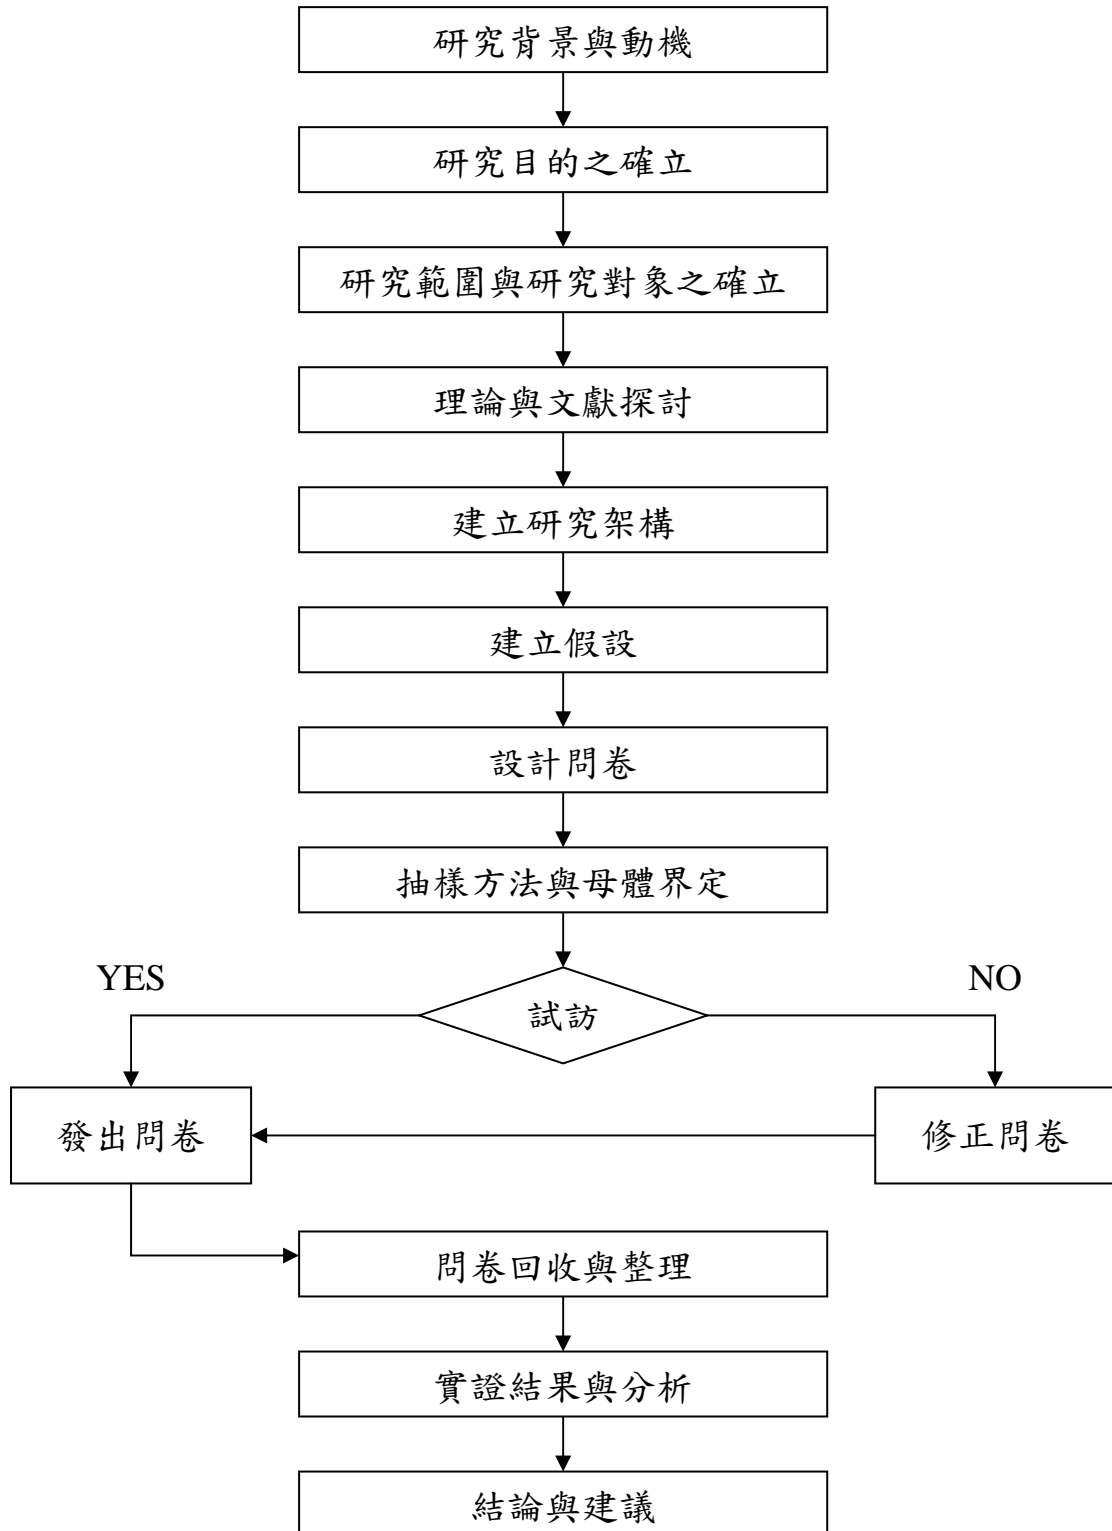 研究背景與動機
研究目的之確立
研究範圍與研究對象之確立
理論與文獻探討
建立研究架構
建立假設
設計問卷
抽樣方法與母體界定
YES
NO
試訪
發出問卷
修正問卷
問卷回收與整理
實證結果與分析
結論與建議